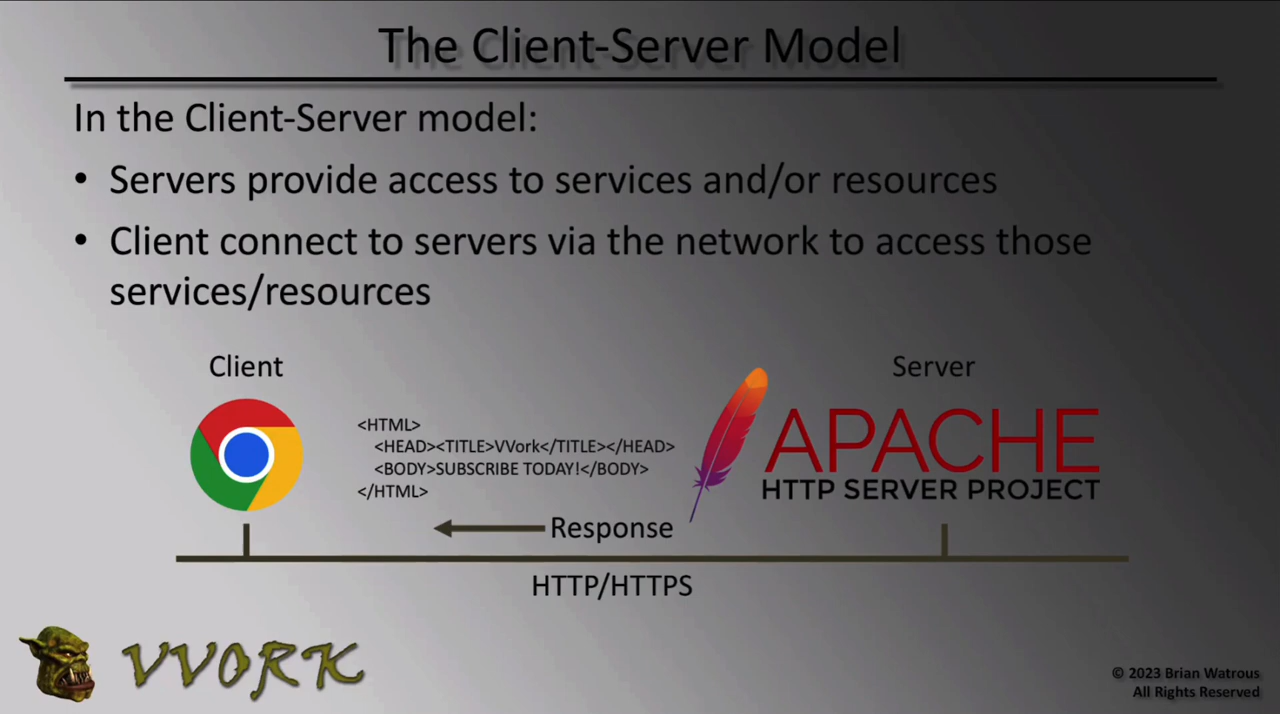 The Client-Server Model
In the Client-Server model:
• Servers provide access to services and/or resources
• Client connect to servers via the network to access those
services/resources
Client
Server
<HTML>
<HEAD><TITLE>VVork</TITLE></HEAD>
<BODY>SUBSCRIBE TODAY!</BODY>
</HTML>
APACHE
HTTP SERVER PROJECT
Response
HTTP/HTTPS
VVORK
© 2023 Brian Watrous
All Rights Reserved